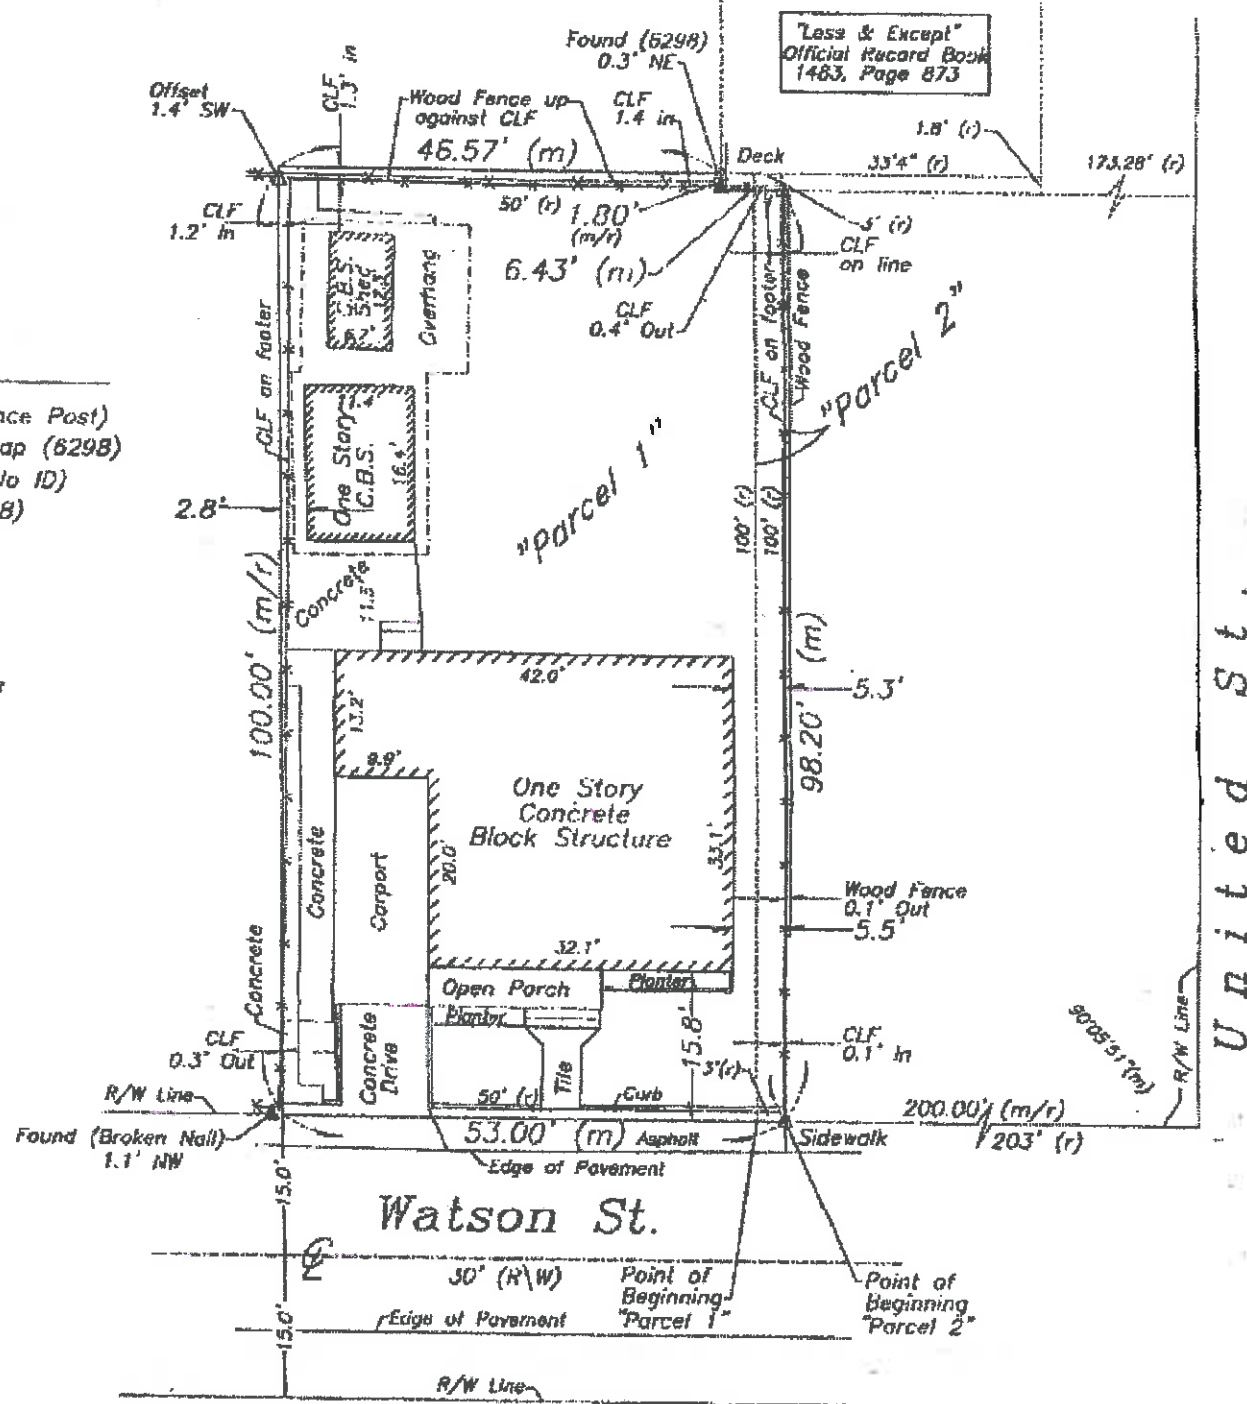 "Less & Except"
Official Record Book
1483, Page 873
Found (6298)
0.3' NE
CLF
1.3' in
Offset
1.4' SW
Wood Fence up
against CLF
CLF
1.4 in
46.57' (m)
1.8' (r)
Deck
33'4" (r)
173.28' (r)
50' (r)
1.80'
(m/r)
5' (r)
CLF
1.2' in
CLF
on line
6.43' (m)
CLF
0.4' Out
C.B.S.
Shed
Overhang
CLF on footer
CLF on footer
Wood Fence
"Parcel 2"
nce Post)
ap (6298)
lo ID)
8)
"Parcel 1"
One Story
C.B.S.
16.4'
2.8'
100' (r)
100' (r)
Concrete
11.5'
100.00' (m/r)
98.20' (m)
5.3'
42.0'
13.2'
9.9'
One Story
Concrete
Block Structure
33.1'
20.0'
Concrete
Carport
Wood Fence
0.1' Out
5.5'
32.1'
Open Porch
Planter
Planter
Concrete
CLF
0.3' Out
Concrete
Drive
Tile
15.8'
3'(r)
CLF
0.1' In
90°05'51"(m)
R/W Line
United St.
R/W Line
50' (r)
Curb
200.00' (m/r)
203' (r)
Found (Broken Nail)
1.1' NW
53.00' (m)
Asphalt
Sidewalk
Edge of Pavement
15.0'
Watson St.
30' (R\W)
Point of
Beginning
"Parcel 1"
Point of
Beginning
"Parcel 2"
Edge of Pavement
15.0'
R/W Line